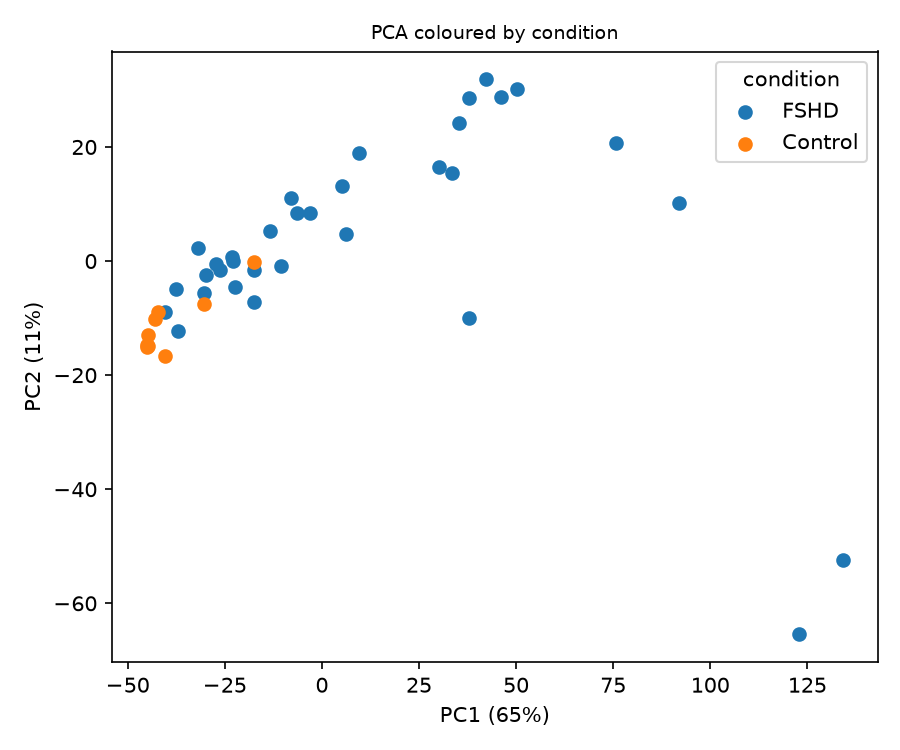 PCA coloured by condition
condition
FSHD
Control
20
0
−20
−40
−60
PC2 (11%)
−50
−25
0
25
50
75
100
125
PC1 (65%)